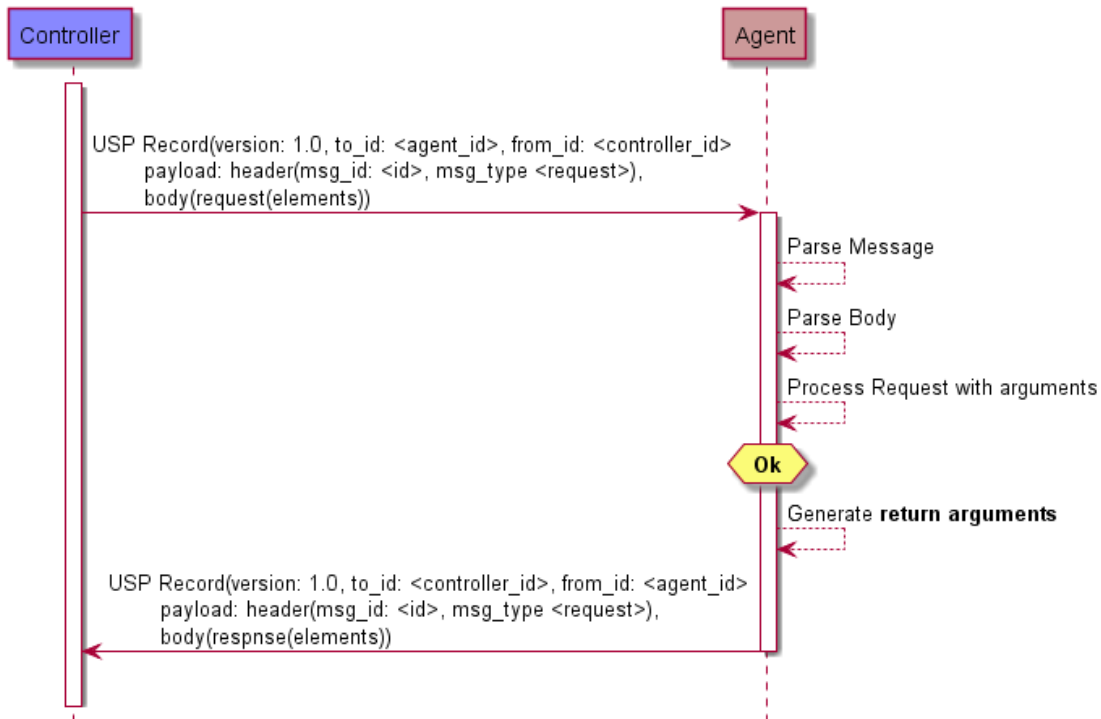 Controller
Agent
USP Record(version: 1.0, to_id: <agent_id>, from_id: <controller_id>
payload: header(msg_id: <id>, msg_type <request>),
body(request(elements))
Parse Message
Parse Body
Process Request with arguments
Ok
Generate return arguments
USP Record(version: 1.0, to_id: <controller_id>, from_id: <agent_id>
payload: header(msg_id: <id>, msg_type <request>),
body(respnse(elements))